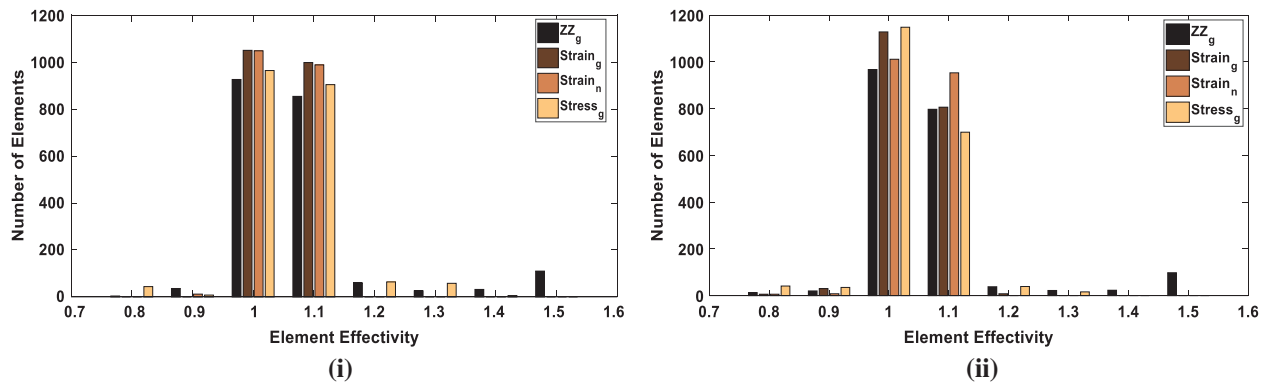 1200
1000
800
600
400
200
0
Number of Elements
0.7 0.8 0.9 1 1.1 1.2 1.3 1.4 1.5 1.6
Element Effectivity
ZZg
Straing
Strainn
Stressg
(i)
1200
1000
800
600
400
200
0
Number of Elements
0.7 0.8 0.9 1 1.1 1.2 1.3 1.4 1.5 1.6
Element Effectivity
ZZg
Straing
Strainn
Stressg
(ii)